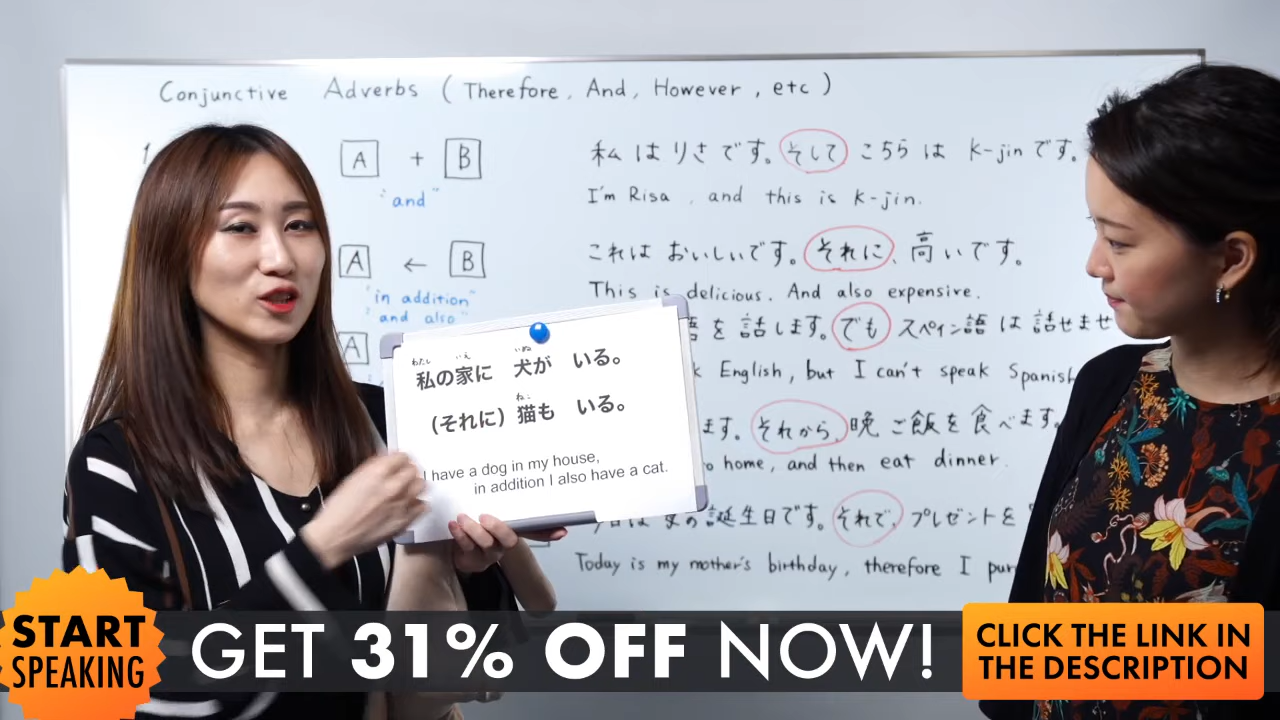 Conjunctive Adverbs (Therefore, And, However, etc)
1
A + B
"and"
私はりさです。そして こちらは K-jinです。
I'm Risa, and this is K-jin.
A ← B
"in addition"
"and also"
これは おいしいです。それに、高いです。
This is delicious. And also expensive.
A
語を話します。でも スペイン語は話せませ
k English, but I can't speak Spanish
ます。それから、晩ご飯を食べます。
o home, and then eat dinner.
今日は 母の誕生日です。それで、プレゼントを
Today is my mother's birthday, therefore I pur
わたし いえ いぬ
私の家に 犬が いる。
ねこ
（それに）猫も いる。
I have a dog in my house,
in addition I also have a cat.
START
SPEAKING
GET 31% OFF NOW!
CLICK THE LINK IN
THE DESCRIPTION